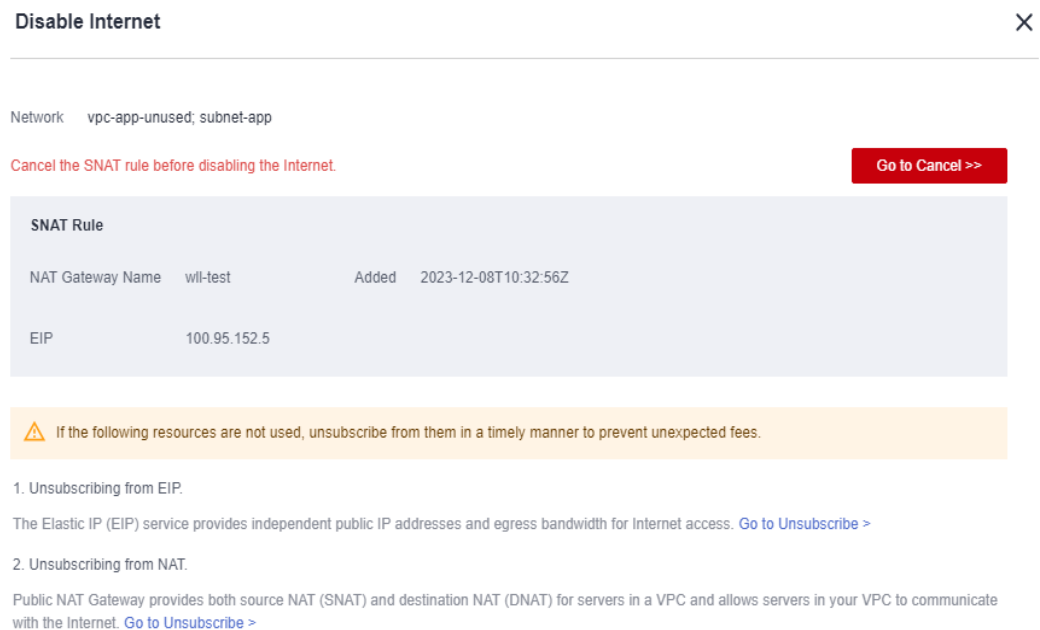 Disable Internet
Network vpc-app-unused; subnet-app
Cancel the SNAT rule before disabling the Internet.
Go to Cancel >>
SNAT Rule
NAT Gateway Name wll-test Added 2023-12-08T10:32:56Z
EIP 100.95.152.5
If the following resources are not used, unsubscribe from them in a timely manner to prevent unexpected fees.
1. Unsubscribing from EIP.
The Elastic IP (EIP) service provides independent public IP addresses and egress bandwidth for Internet access. Go to Unsubscribe >
2. Unsubscribing from NAT.
Public NAT Gateway provides both source NAT (SNAT) and destination NAT (DNAT) for servers in a VPC and allows servers in your VPC to communicate
with the Internet. Go to Unsubscribe >